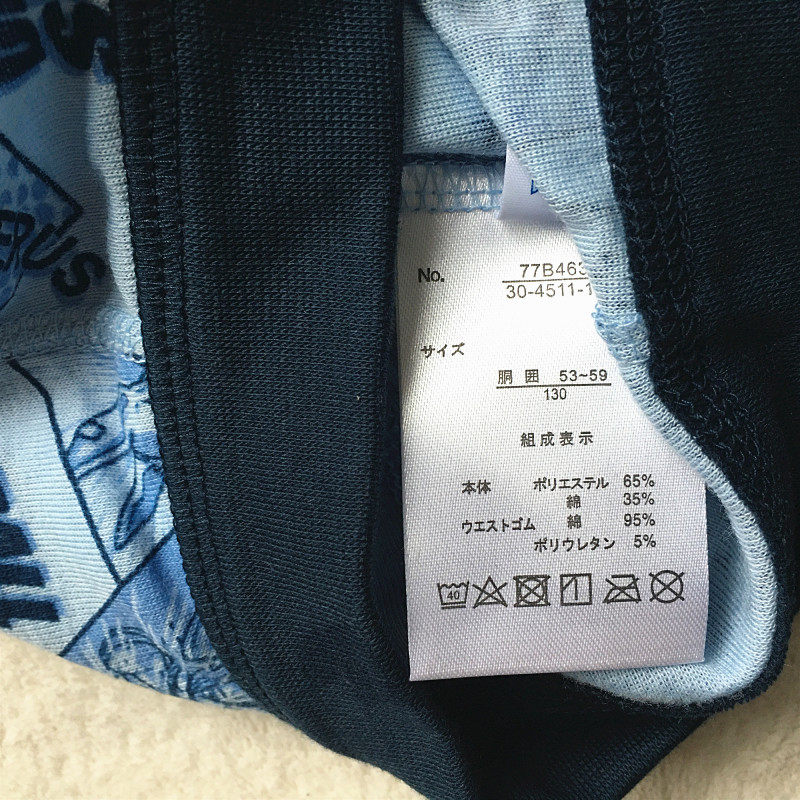 No. 77B463
30-4511-1
サイズ
胴囲 53~59
130
組成表示
本体 ポリエステル 65%
綿 35%
ウエストゴム 綿 95%
ポリウレタン 5%
40